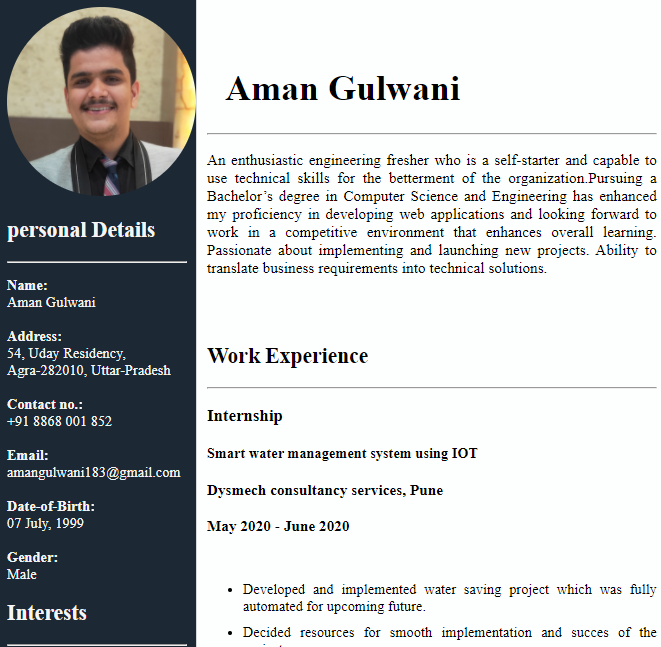 personal Details
Name:
Aman Gulwani
Address:
54, Uday Residency,
Agra-282010, Uttar-Pradesh
Contact no.:
+91 8868 001 852
Email:
amangulwani183@gmail.com
Date-of-Birth:
07 July, 1999
Gender:
Male
Interests
Aman Gulwani
An enthusiastic engineering fresher who is a self-starter and capable to
use technical skills for the betterment of the organization.Pursuing a
Bachelor’s degree in Computer Science and Engineering has enhanced
my proficiency in developing web applications and looking forward to
work in a competitive environment that enhances overall learning.
Passionate about implementing and launching new projects. Ability to
translate business requirements into technical solutions.
Work Experience
Internship
Smart water management system using IOT
Dysmech consultancy services, Pune
May 2020 - June 2020
• Developed and implemented water saving project which was fully
automated for upcoming future.
• Decided resources for smooth implementation and succes of the